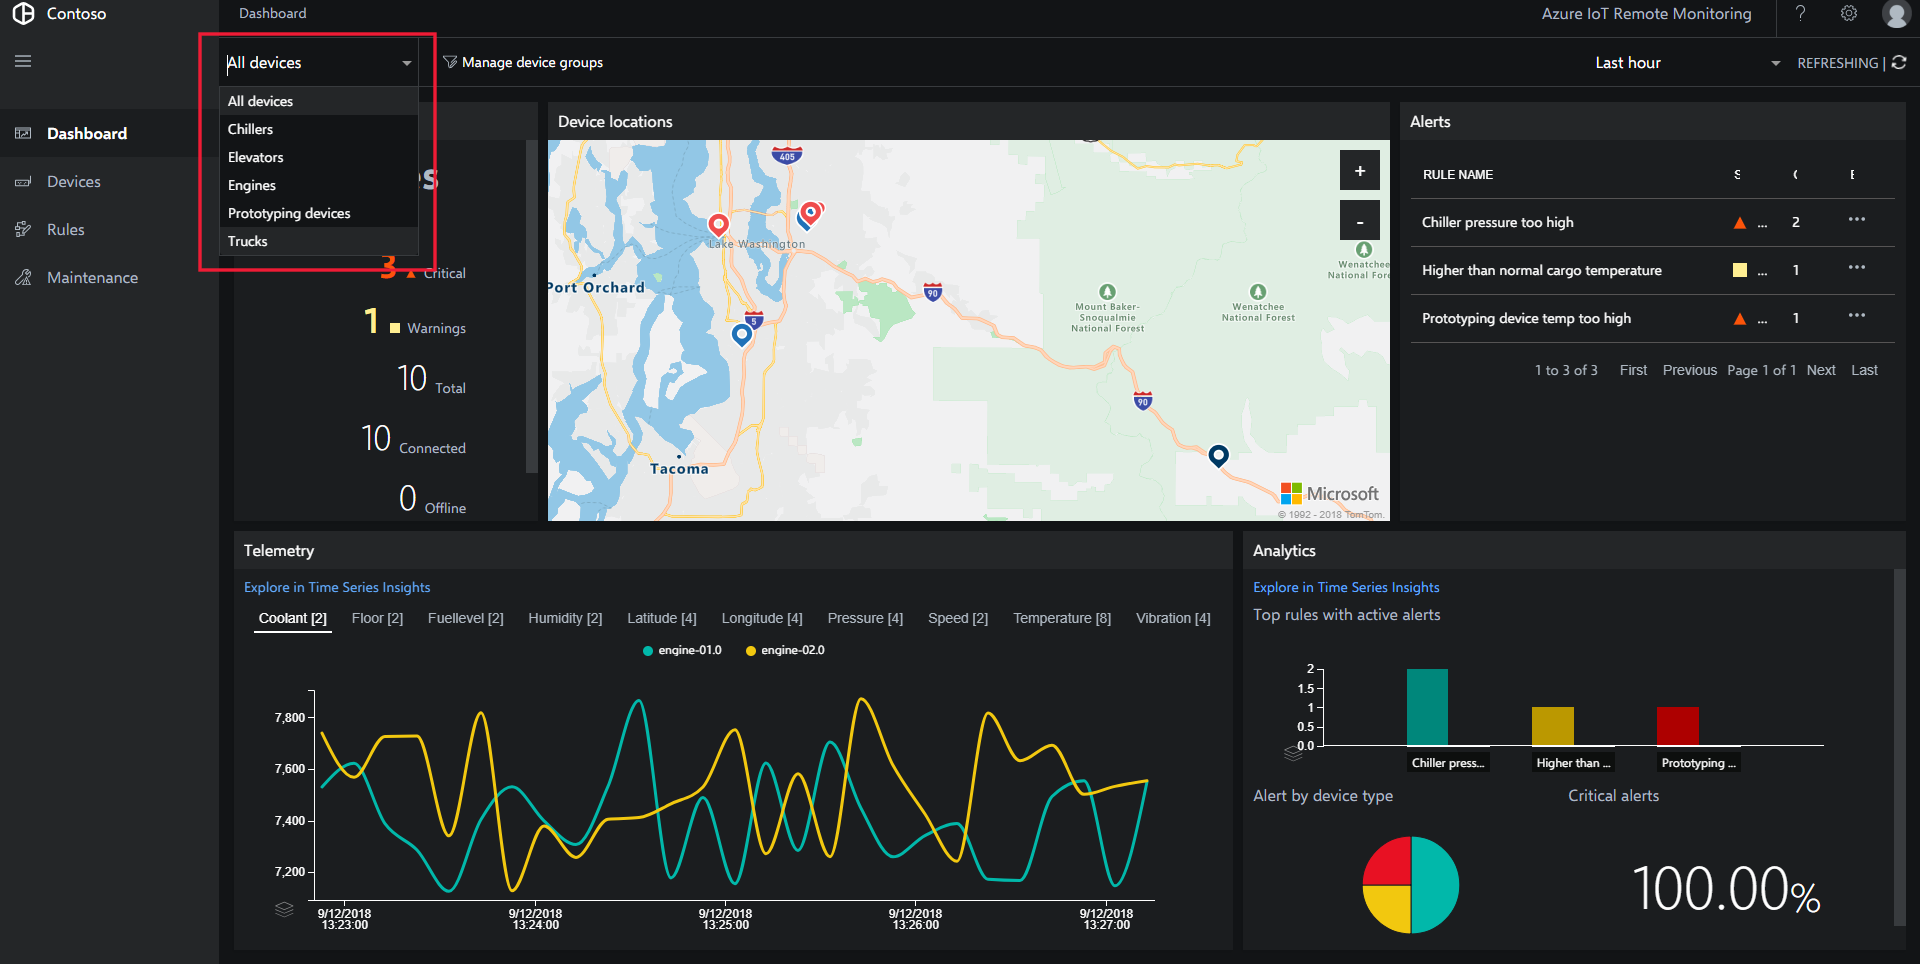 Contoso
Dashboard
Azure IoT Remote Monitoring
?
All devices
Manage device groups
Last hour
REFRESHING |
All devices
Chillers
Elevators
Engines
Prototyping devices
Trucks
Dashboard
Devices
Rules
Maintenance
3 Critical
1 Warnings
10 Total
10 Connected
0 Offline
Device locations
405
+
-
Lake Washington
Port Orchard
90
5
Mount Baker-
Snoqualmie
National Forest
Wenatchee
National Forest
Wenatchee
National Fore
90
Tacoma
Microsoft
© 1992 - 2018 TomTom.
Alerts
RULE NAME
Chiller pressure too high ... 2 ...
Higher than normal cargo temperature ... 1 ...
Prototyping device temp too high ... 1 ...
1 to 3 of 3 First Previous Page 1 of 1 Next Last
Telemetry
Explore in Time Series Insights
Coolant [2] Floor [2] Fuellevel [2] Humidity [2] Latitude [4] Longitude [4] Pressure [4] Speed [2] Temperature [8] Vibration [4]
engine-01.0 engine-02.0
7,800
7,600
7,400
7,200
9/12/2018 9/12/2018 9/12/2018 9/12/2018 9/12/2018
13:23:00 13:24:00 13:25:00 13:26:00 13:27:00
Analytics
Explore in Time Series Insights
Top rules with active alerts
2
1.5
1
0.5
0.0
Chiller press... Higher than ... Prototyping ...
Alert by device type
Critical alerts
100.00%